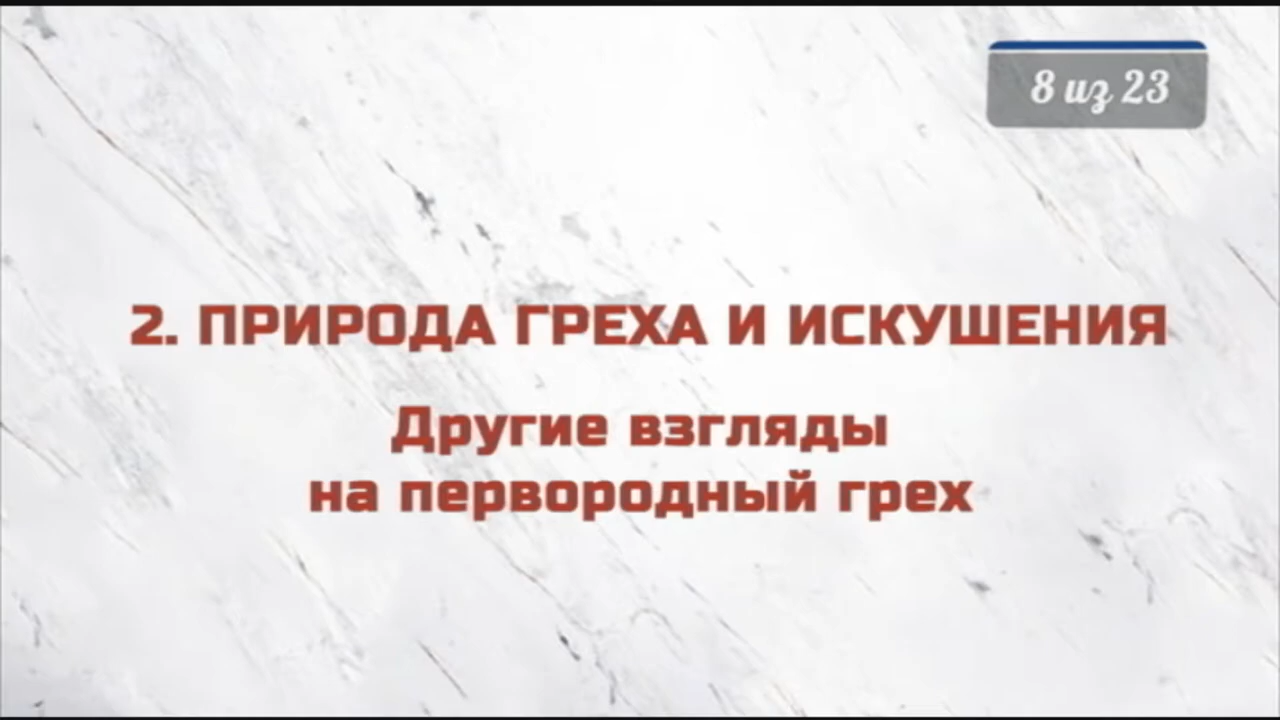 8 из 23
2. ПРИРОДА ГРЕХА И ИСКУШЕНИЯ
Другие взгляды
на первородный грех